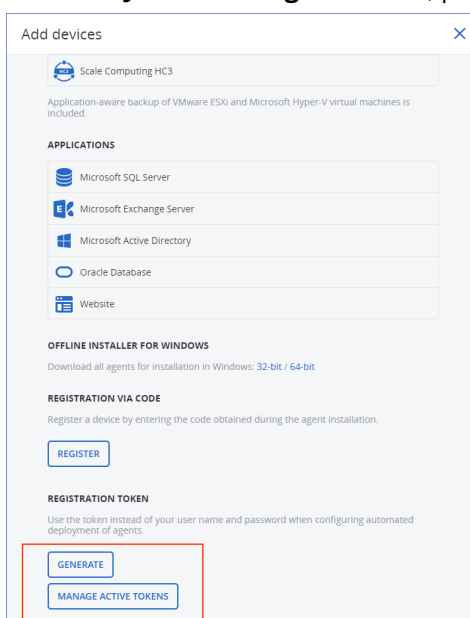 Add devices
HC3 Scale Computing HC3
Application-aware backup of VMware ESXi and Microsoft Hyper-V virtual machines is
included.
APPLICATIONS
Microsoft SQL Server
Microsoft Exchange Server
Microsoft Active Directory
Oracle Database
Website
OFFLINE INSTALLER FOR WINDOWS
Download all agents for installation in Windows: 32-bit / 64-bit
REGISTRATION VIA CODE
Register a device by entering the code obtained during the agent installation.
REGISTER
REGISTRATION TOKEN
Use the token instead of your user name and password when configuring automated
deployment of agents.
GENERATE
MANAGE ACTIVE TOKENS